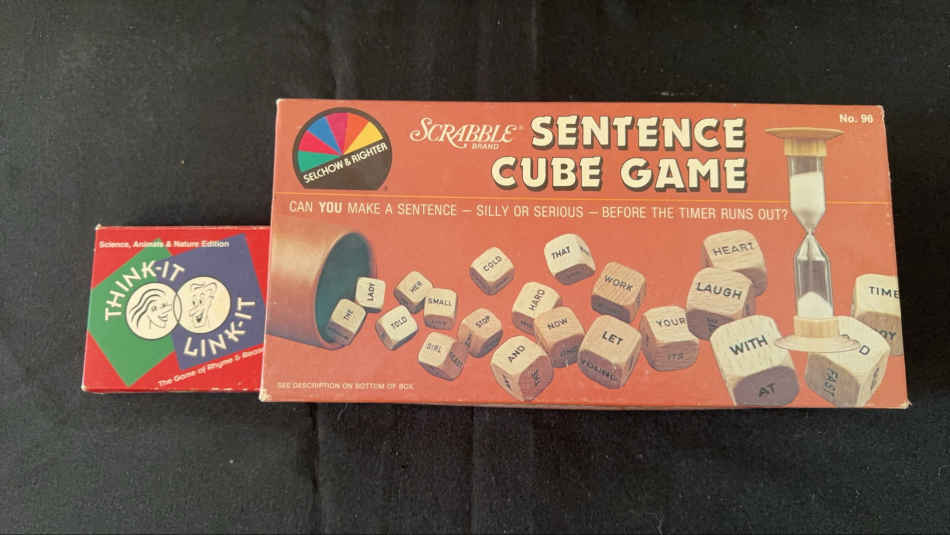 SCRABBLE®
BRAND
SENTENCE
CUBE GAME
No. 96
SELCHOW & RIGHTER
CAN YOU MAKE A SENTENCE – SILLY OR SERIOUS – BEFORE THE TIMER RUNS OUT?
THE
LADY
HER
TOLD
SMALL
GIRL
STOP
COLD
THAT
HARD
NOW
AND
WORK
LET
YOUNG
YOUR
ITS
HEART
LAUGH
WITH
AT
FAST
TIME
SEE DESCRIPTION ON BOTTOM OF BOX.
Science, Animals & Nature Edition
THINK-IT
LINK-IT
The Game of Rhyme & Reason